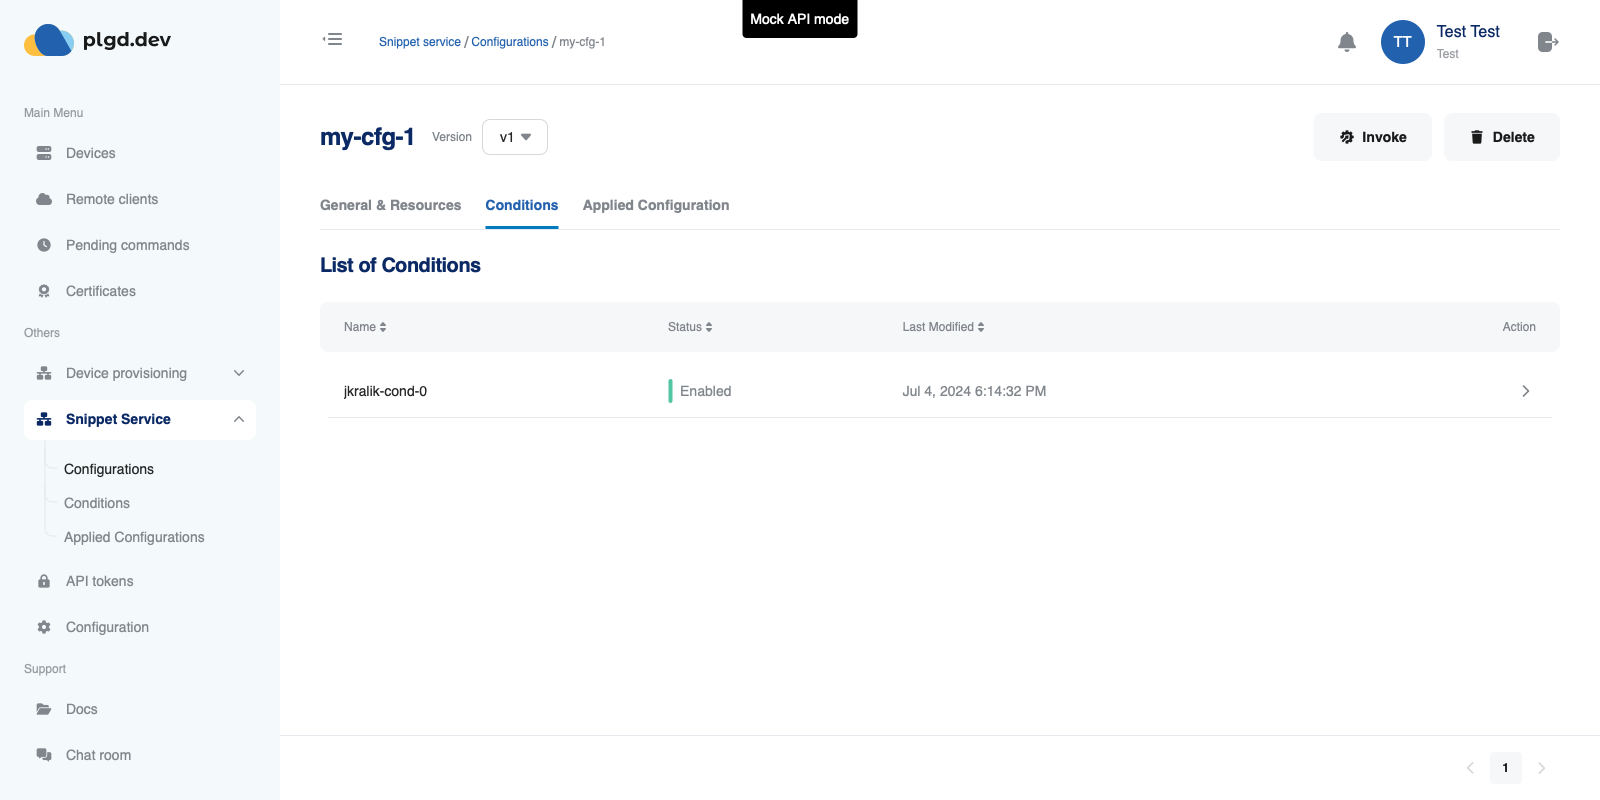 plgd.dev
Main Menu
Devices
Remote clients
Pending commands
Certificates
Others
Device provisioning
Snippet Service
Configurations
Conditions
Applied Configurations
API tokens
Configuration
Support
Docs
Chat room
Snippet service / Configurations / my-cfg-1
Mock API mode
TT
Test Test
Test
my-cfg-1
Version
v1
Invoke
Delete
General & Resources
Conditions
Applied Configuration
List of Conditions
Name
Status
Last Modified
Action
jkralik-cond-0
Enabled
Jul 4, 2024 6:14:32 PM
1